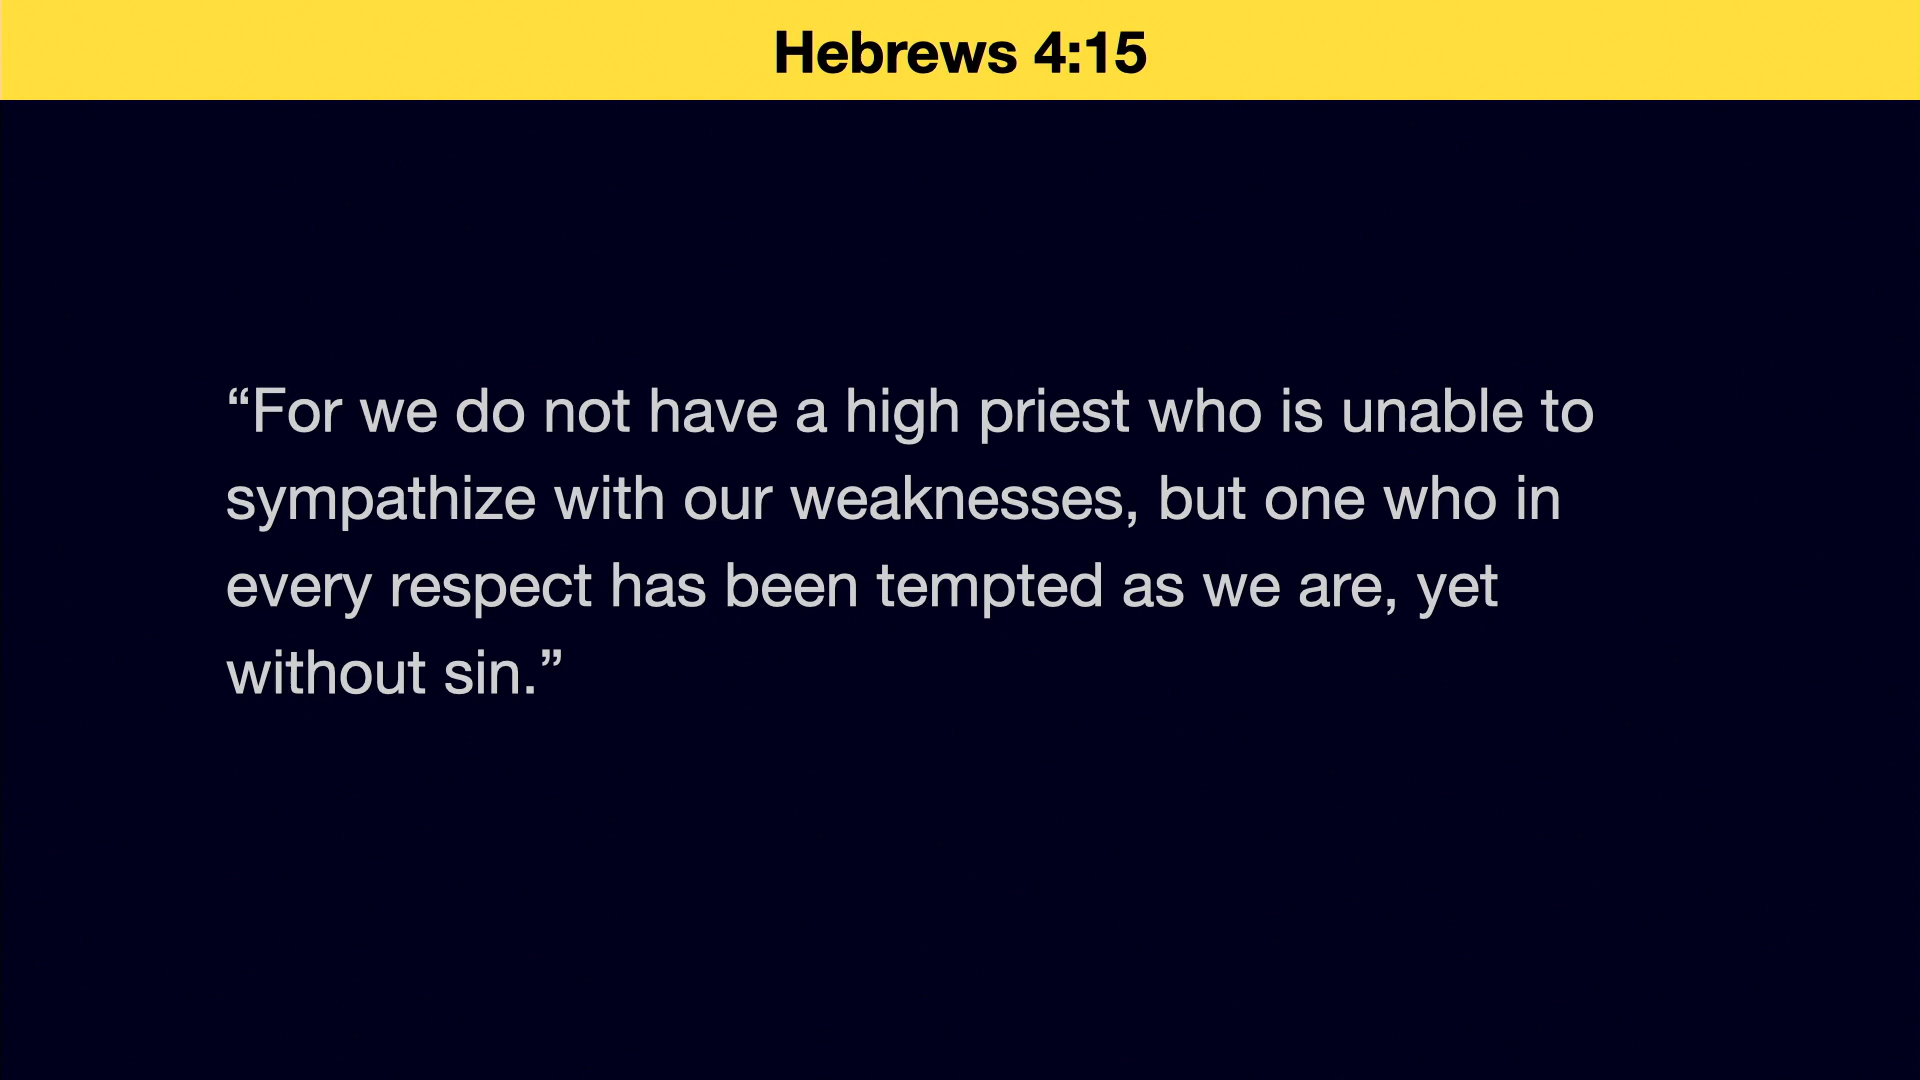 Hebrews 4:15
“For we do not have a high priest who is unable to
sympathize with our weaknesses, but one who in
every respect has been tempted as we are, yet
without sin.”